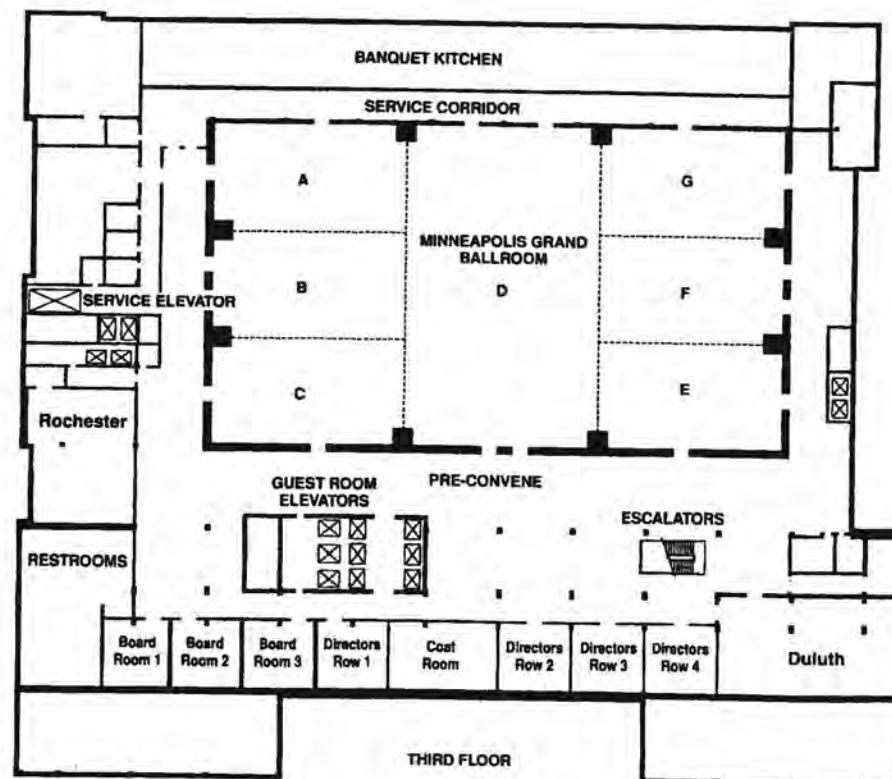 BANQUET KITCHEN
SERVICE CORRIDOR
A
G
MINNEAPOLIS GRAND
BALLROOM
B
D
F
SERVICE ELEVATOR
C
E
Rochester
PRE-CONVENE
GUEST ROOM
ELEVATORS
ESCALATORS
RESTROOMS
Board
Room 1
Board
Room 2
Board
Room 3
Directors
Row 1
Coat
Room
Directors
Row 2
Directors
Row 3
Directors
Row 4
Duluth
THIRD FLOOR